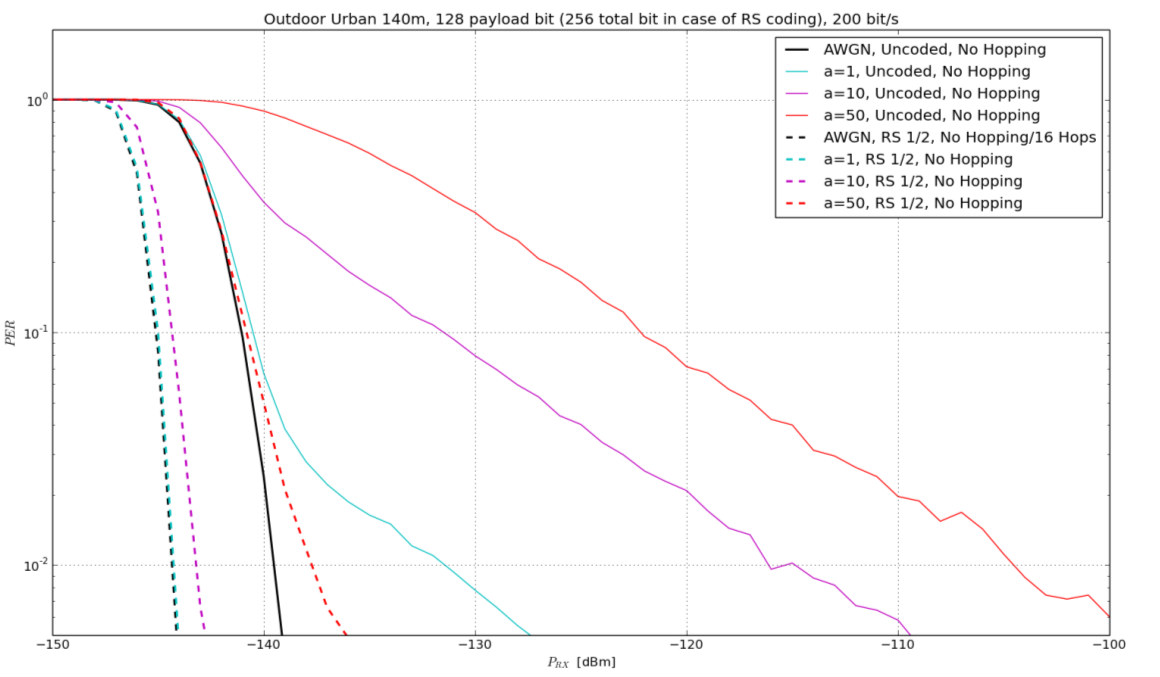 Outdoor Urban 140m, 128 payload bit (256 total bit in case of RS coding), 200 bit/s
AWGN, Uncoded, No Hopping
a=1, Uncoded, No Hopping
a=10, Uncoded, No Hopping
a=50, Uncoded, No Hopping
AWGN, RS 1/2, No Hopping/16 Hops
a=1, RS 1/2, No Hopping
a=10, RS 1/2, No Hopping
a=50, RS 1/2, No Hopping
10⁰
10⁻¹
10⁻²
PER
−150 −140 −130 −120 −110 −100
P_RX [dBm]